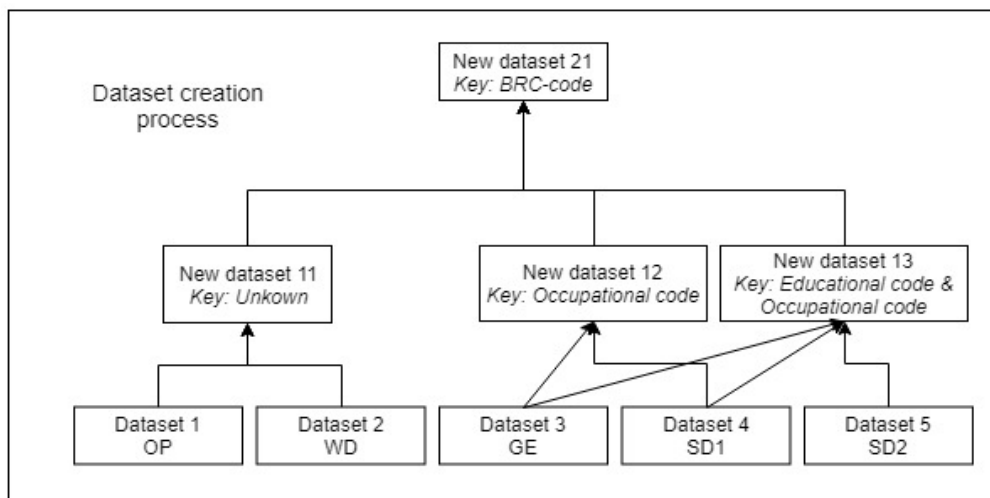 New dataset 21
Key: BRC-code
Dataset creation
process
New dataset 11
Key: Unkown
New dataset 12
Key: Occupational code
New dataset 13
Key: Educational code &
Occupational code
Dataset 1
OP
Dataset 2
WD
Dataset 3
GE
Dataset 4
SD1
Dataset 5
SD2